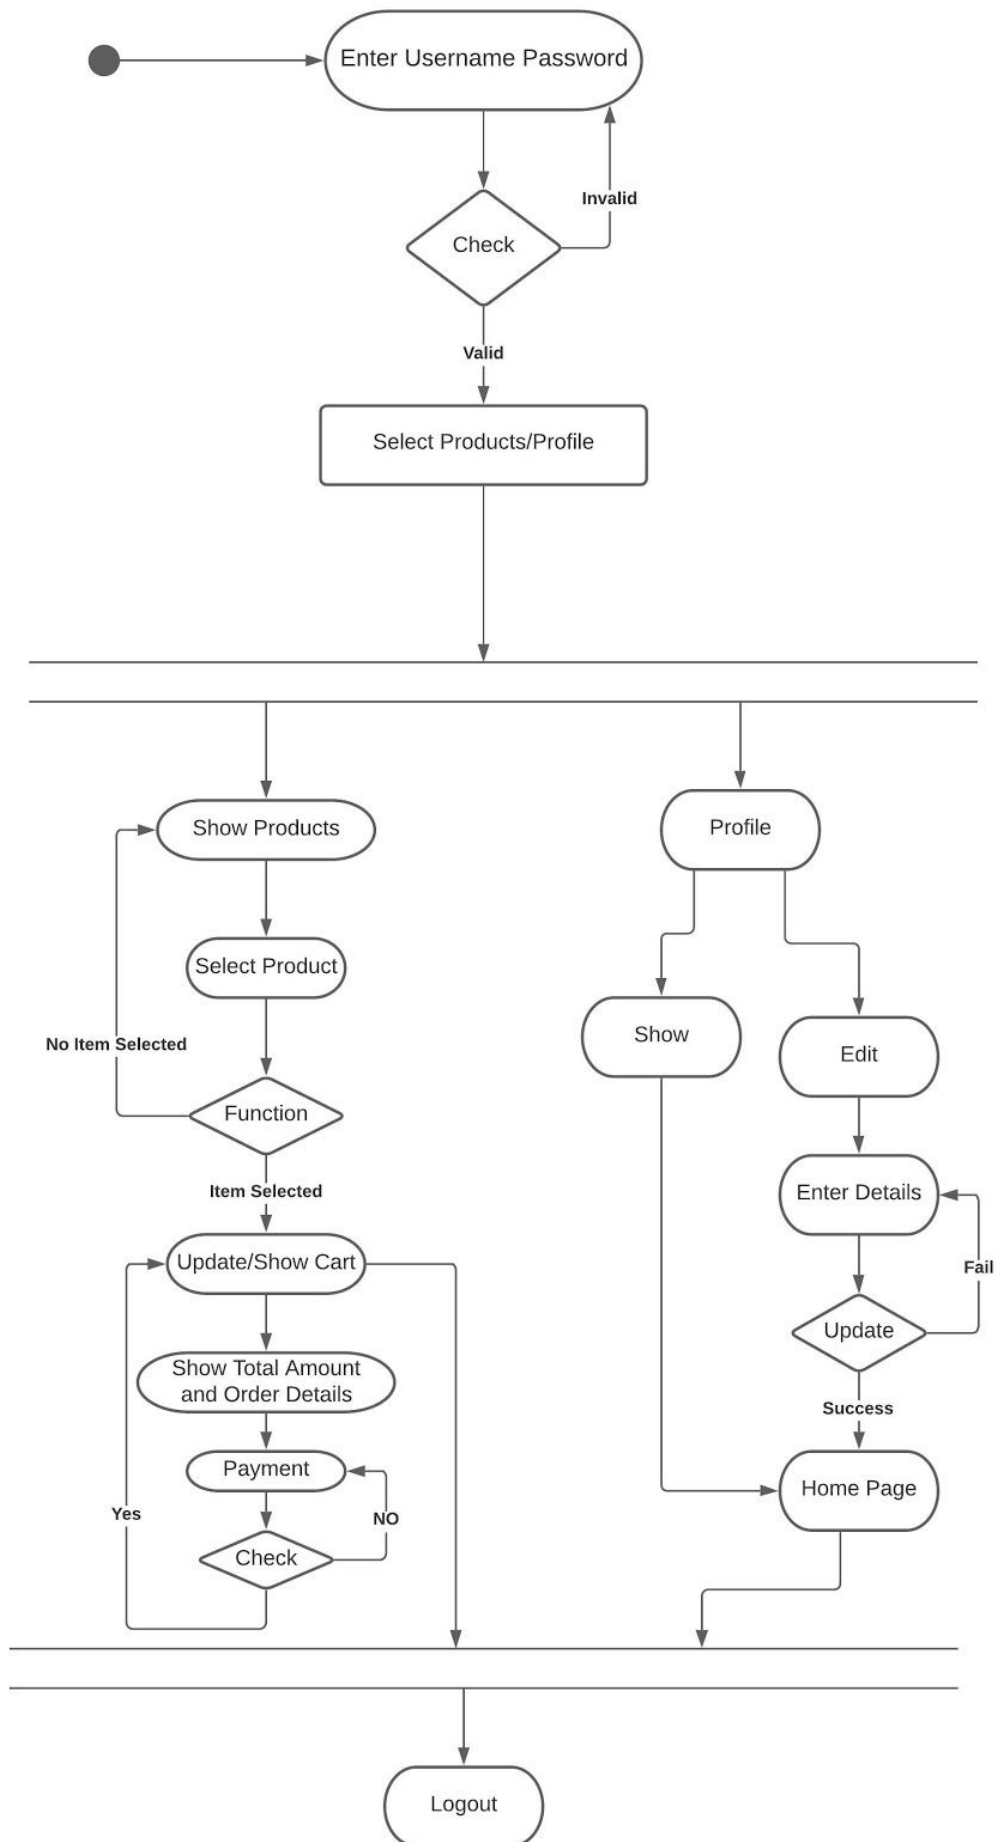 Enter Username Password
Invalid
Check
Valid
Select Products/Profile
Show Products
Select Product
No Item Selected
Function
Item Selected
Update/Show Cart
Show Total Amount
and Order Details
Payment
Yes
NO
Check
Profile
Show
Edit
Enter Details
Fail
Update
Success
Home Page
Logout